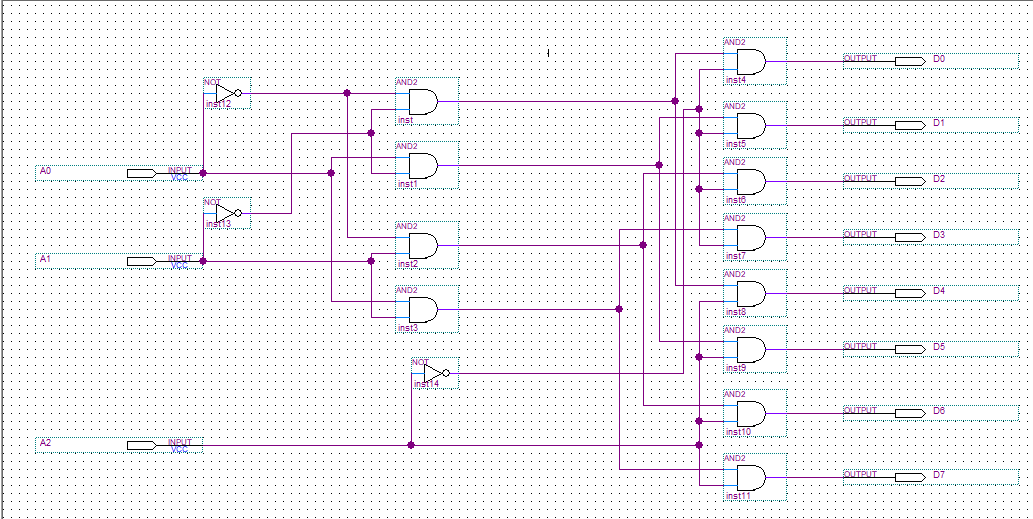 AND2
inst4
OUTPUT D0
NOT
inst12
AND2
inst
AND2
inst5
OUTPUT D1
A0 INPUT
VCC
AND2
inst1
AND2
inst6
OUTPUT D2
NOT
inst13
AND2
inst7
OUTPUT D3
A1 INPUT
VCC
AND2
inst2
AND2
inst8
OUTPUT D4
AND2
inst3
AND2
inst9
OUTPUT D5
NOT
inst14
AND2
inst10
OUTPUT D6
A2 INPUT
VCC
AND2
inst11
OUTPUT D7